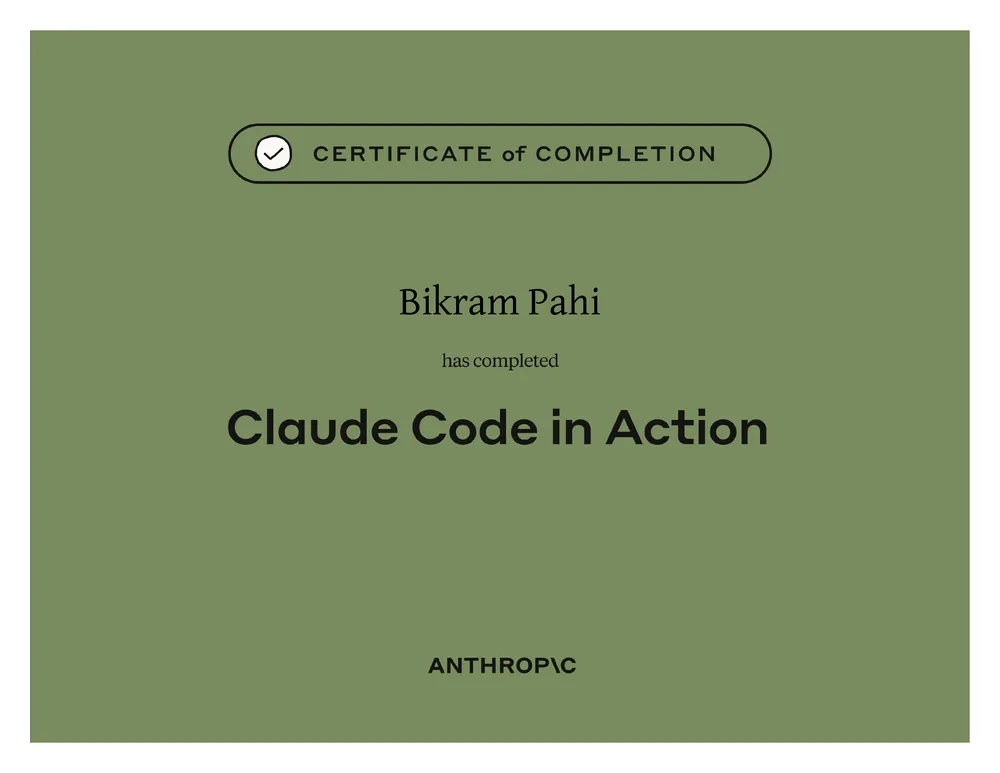 CERTIFICATE of COMPLETION
Bikram Pahi
has completed
Claude Code in Action
ANTHROP\C